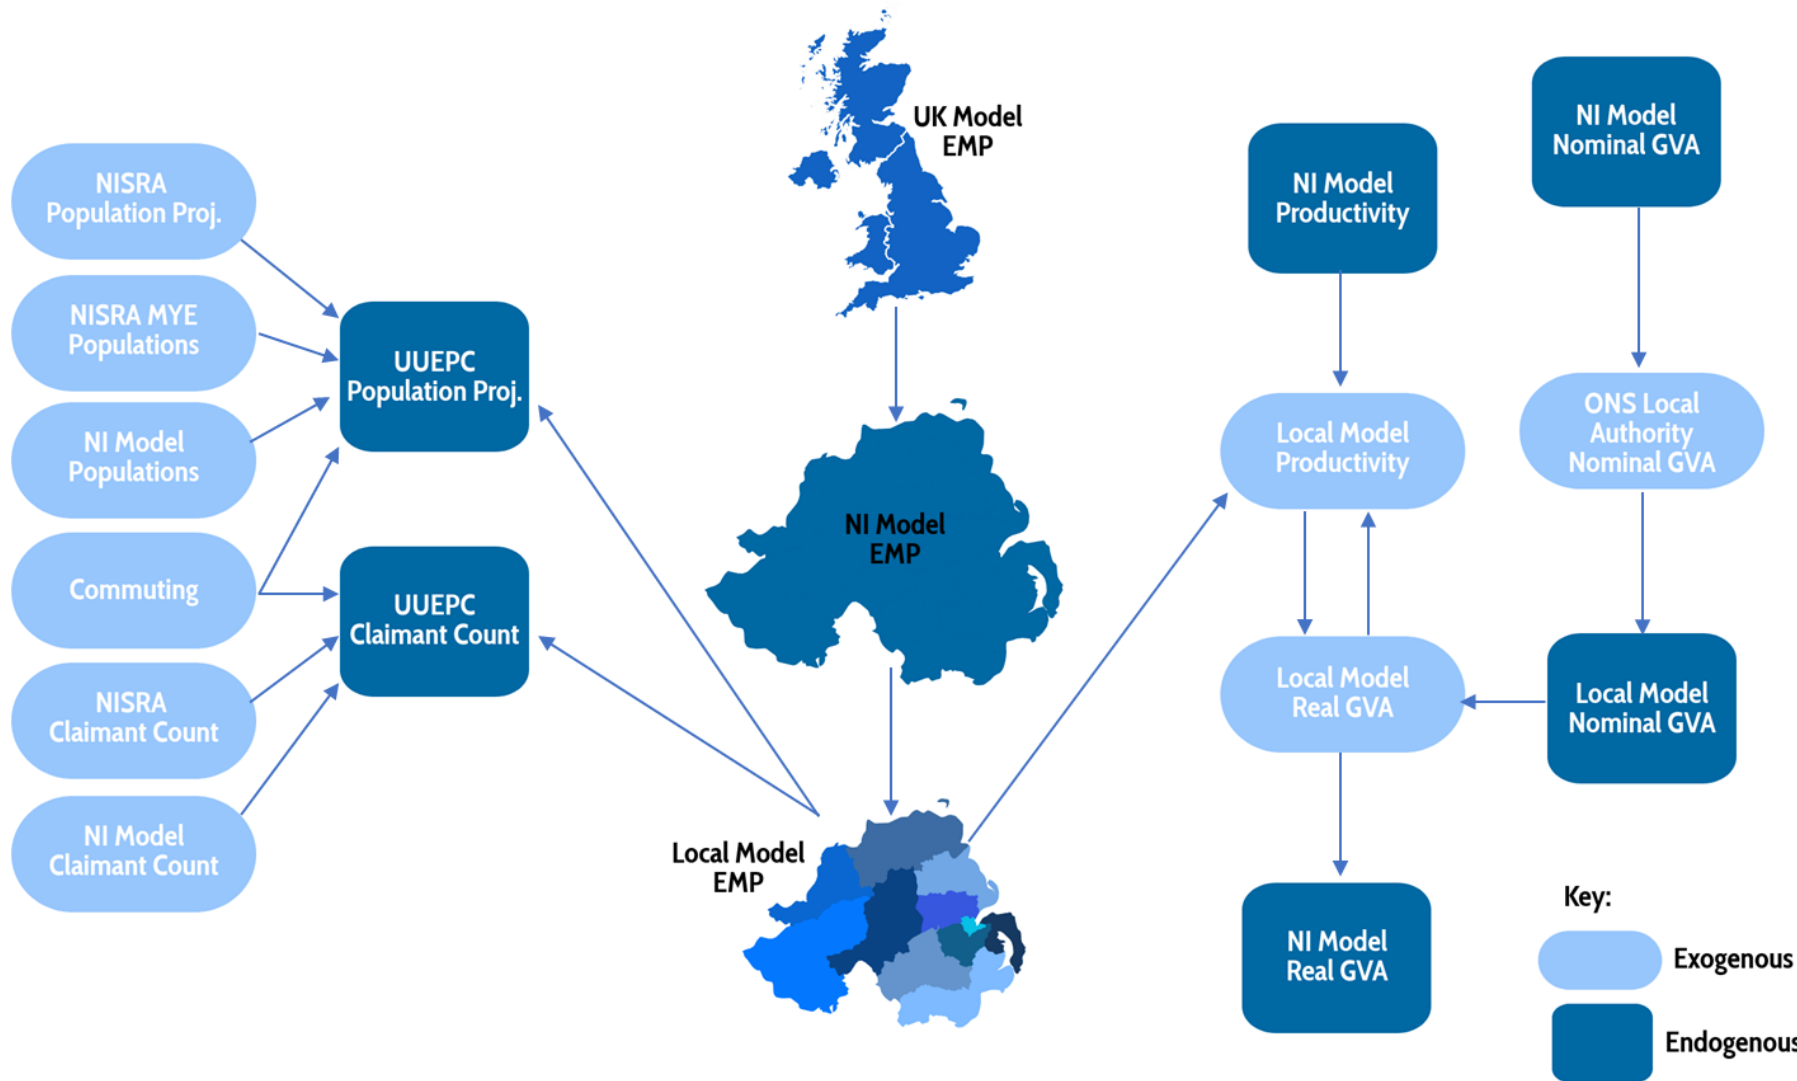 UK Model
EMP
NI Model
Nominal GVA
NI Model
Productivity
NISRA
Population Proj.
NISRA MYE
Populations
UUEPC
Population Proj.
NI Model
Populations
Local Model
Productivity
ONS Local
Authority
Nominal GVA
NI Model
EMP
Commuting
UUEPC
Claimant Count
NISRA
Claimant Count
Local Model
Real GVA
Local Model
Nominal GVA
NI Model
Claimant Count
Local Model
EMP
NI Model
Real GVA
Key:
Exogenous
Endogenous